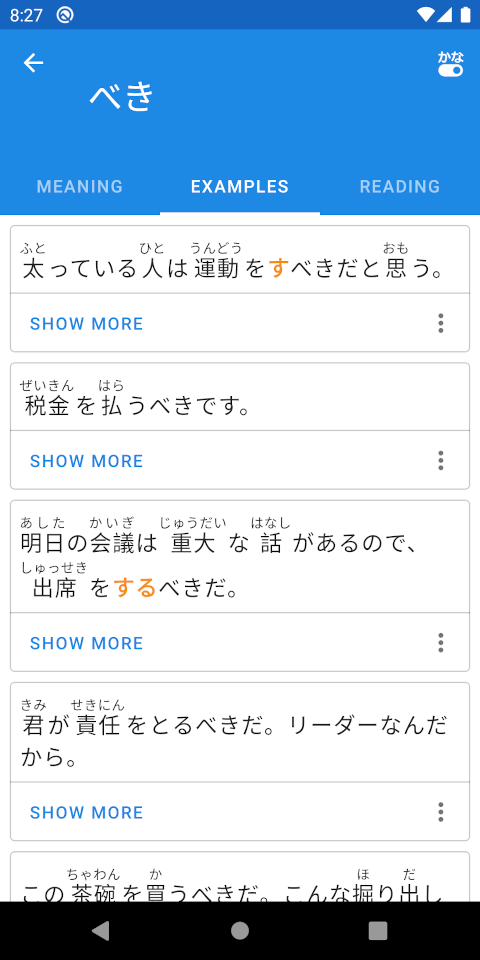 8:27
かな
べき
MEANING EXAMPLES READING
ふと ひと うんどう おも
太っている人は運動をすべきだと思う。
SHOW MORE
ぜいきん はら
税金を払うべきです。
SHOW MORE
あした かいぎ じゅうだい はなし
明日の会議は重大な話があるので、
しゅっせき
出席をするべきだ。
SHOW MORE
きみ せきにん
君が責任をとるべきだ。リーダーなんだ
から。
SHOW MORE
ちゃわん か ほ だ
この茶碗を買うべきだ。こんな掘り出し